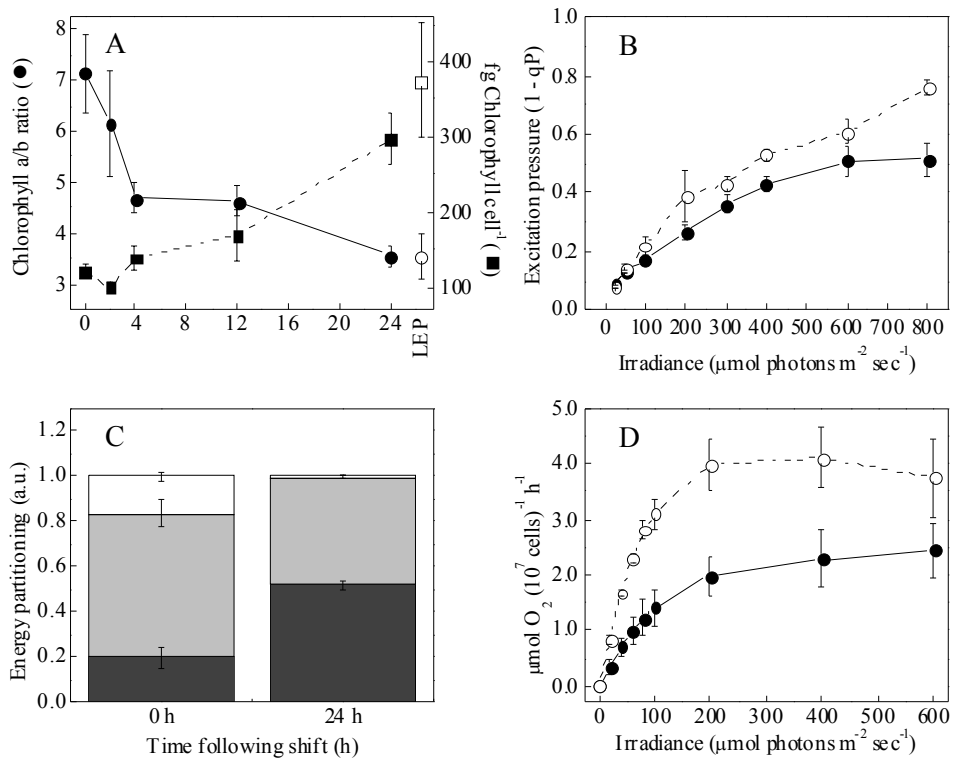 A
8
7
6
5
4
3
Chlorophyll a/b ratio (●)
400
300
200
100
fg Chlorophyll cell⁻¹ (■)
0 4 8 12 16 20 24 LEP
B
1.0
0.8
0.6
0.4
0.2
0.0
Excitation pressure (1 - qP)
0 100 200 300 400 500 600 700 800
Irradiance (μmol photons m⁻² sec⁻¹
C
1.2
1.0
0.8
0.6
0.4
0.2
0.0
Energy partitioning (a.u.)
0 h 24 h
Time following shift (h)
D
5.0
4.0
3.0
2.0
1.0
0.0
μmol O₂ (10⁷ cells)⁻¹ h⁻¹
0 100 200 300 400 500 600
Irradiance (μmol photons m⁻² sec⁻¹